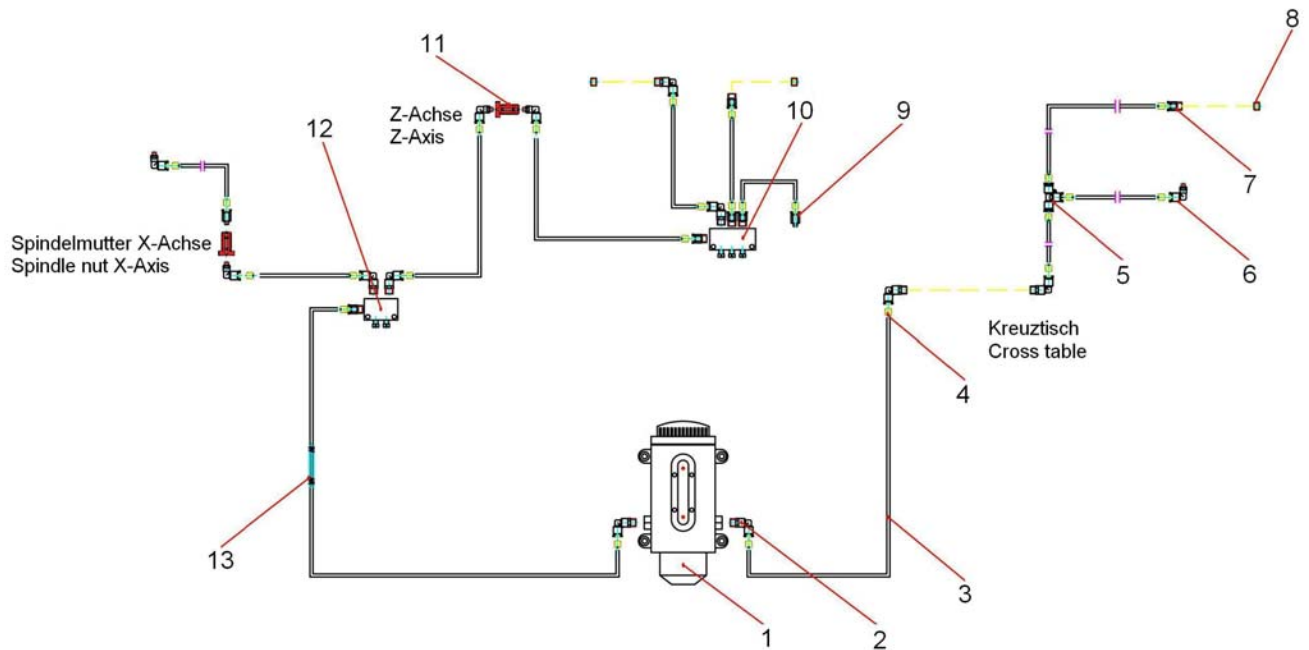 8
11
Z-Achse
Z-Axis
12
10
9
7
Spindelmutter X-Achse
Spindle nut X-Axis
5
6
Kreuztisch
Cross table
4
13
1
2
3